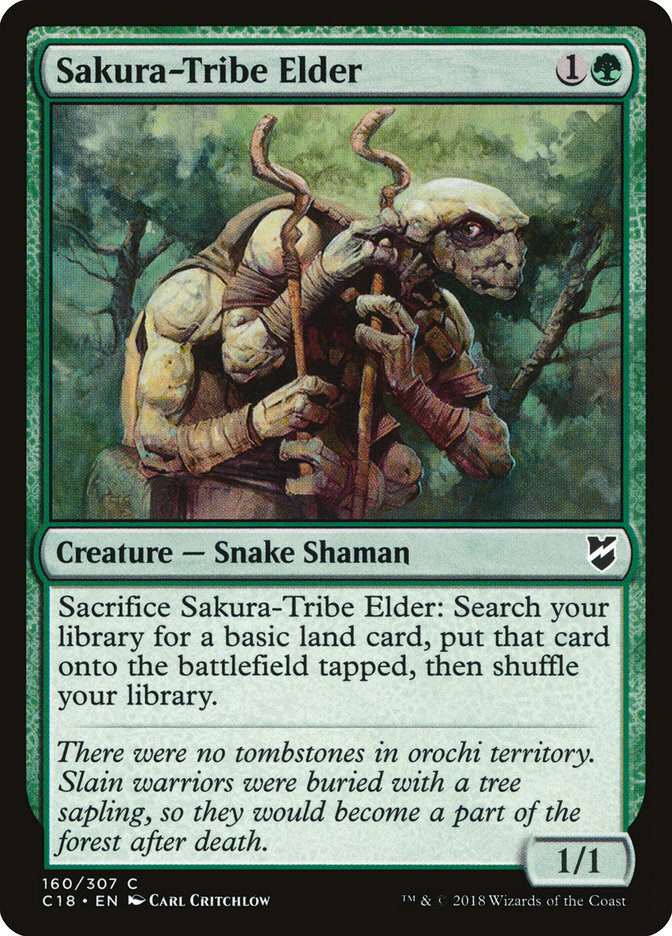 Sakura-Tribe Elder
1
Creature — Snake Shaman
Sacrifice Sakura-Tribe Elder: Search your
library for a basic land card, put that card
onto the battlefield tapped, then shuffle
your library.
There were no tombstones in orochi territory.
Slain warriors were buried with a tree
sapling, so they would become a part of the
forest after death.
1/1
160/307 C
C18 • EN Carl Critchlow
™ & © 2018 Wizards of the Coast